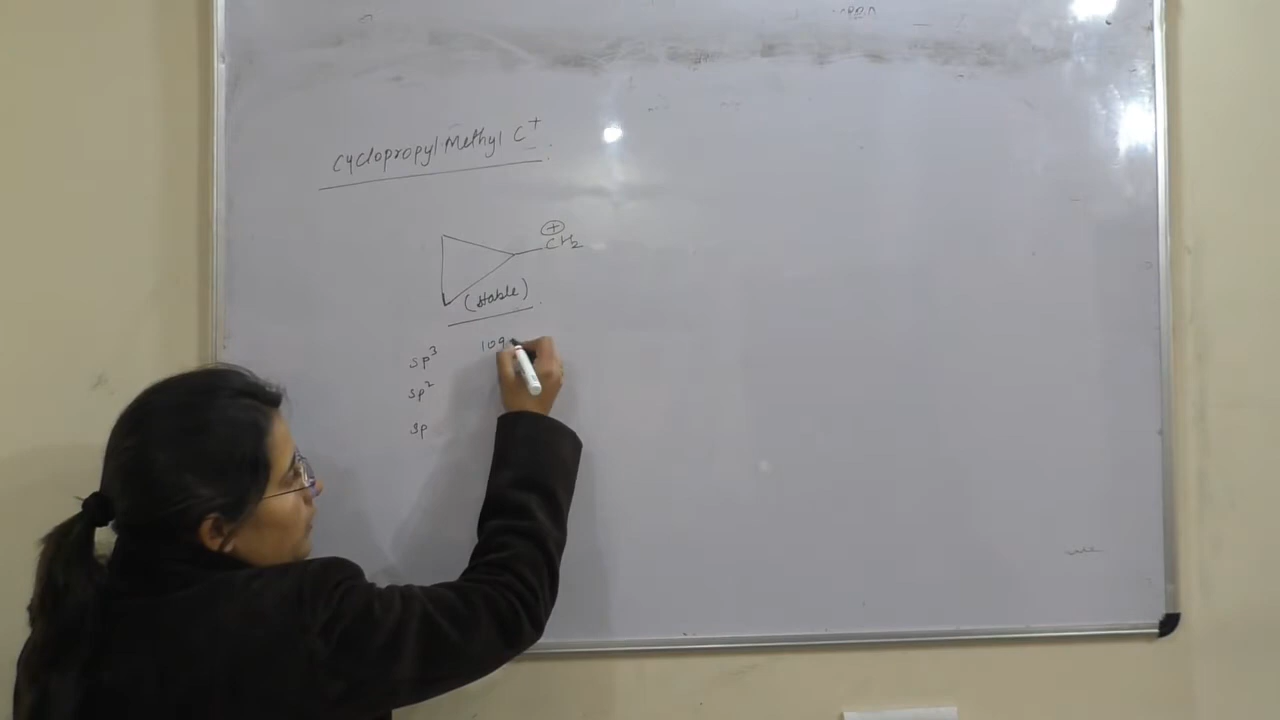 Cyclopropyl Methyl C⁺
⊕
CH₂
(stable)
sp³ 109
sp²
sp